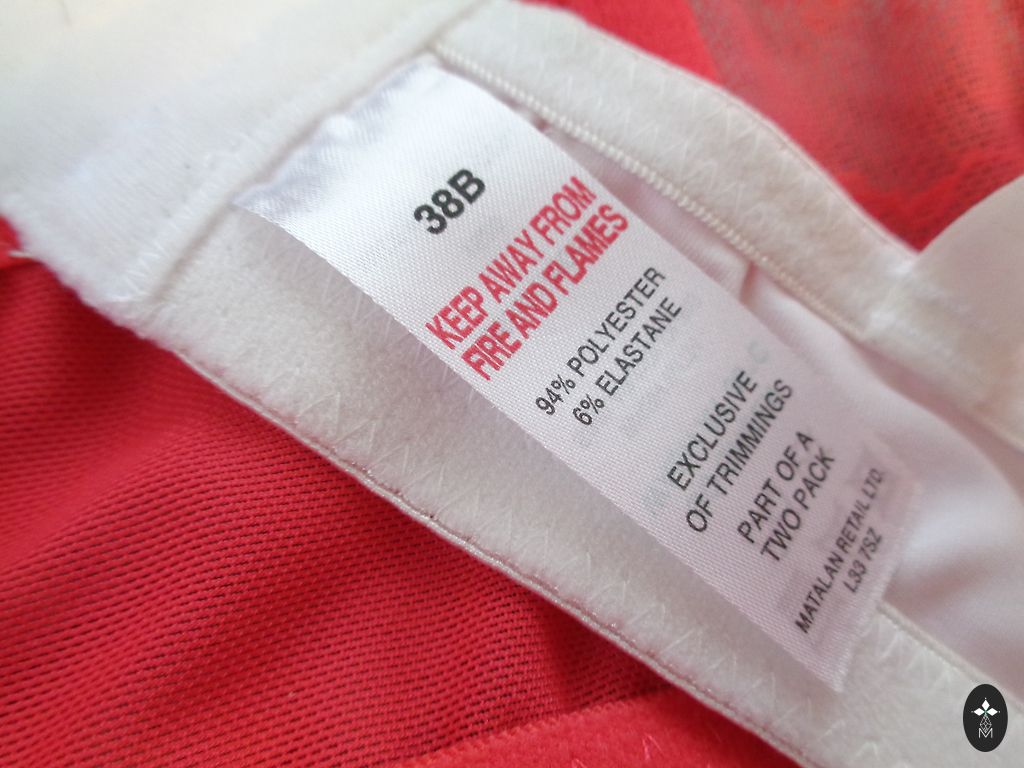 38B
KEEP AWAY FROM
FIRE AND FLAMES
94% POLYESTER
6% ELASTANE
EXCLUSIVE
OF TRIMMINGS
PART OF A
TWO PACK
MATALAN RETAIL LTD.
L33 7SZ
M